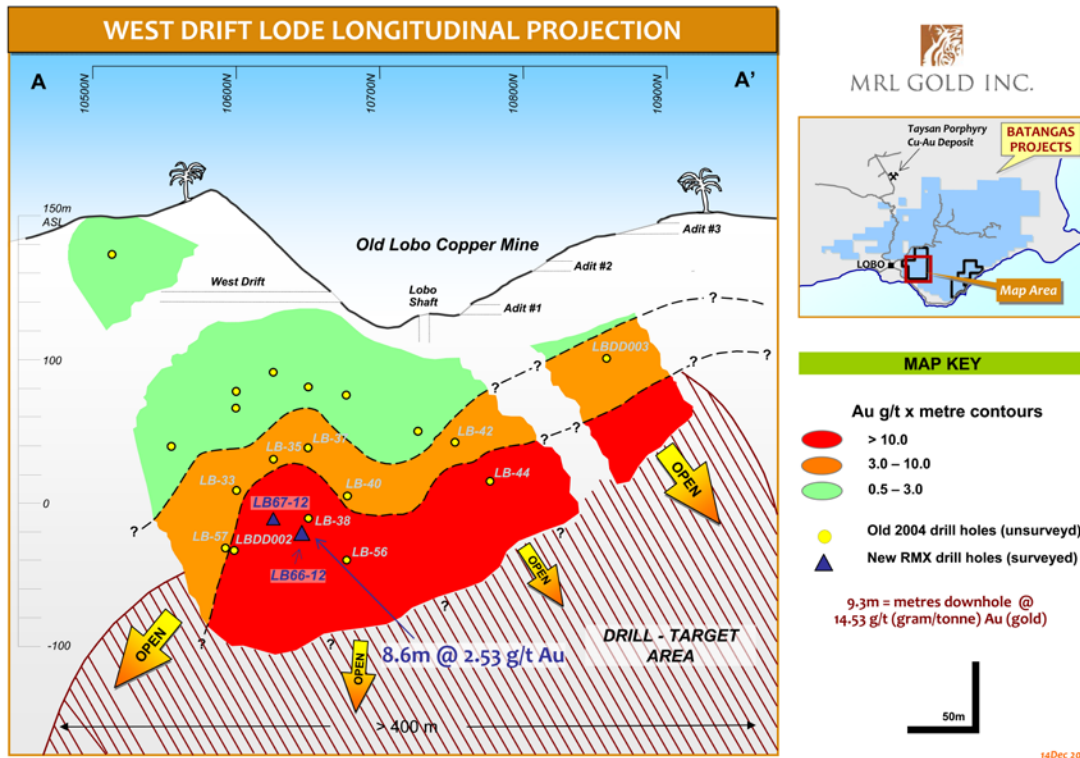 WEST DRIFT LODE LONGITUDINAL PROJECTION
A
10500N
10600N
10700N
10800N
10900N
A'
150m
ASL
100
0
-100
Old Lobo Copper Mine
West Drift
Lobo
Shaft
Adit #1
Adit #2
Adit #3
?
?
?
?
?
?
?
?
?
?
LBDD003
LB-42
LB-35
LB-44
LB-33
LB-40
LB67-12
LB-38
LB-57
LBDD002
LB-56
LB66-12
OPEN
OPEN
OPEN
OPEN
8.6m @ 2.53 g/t Au
DRILL - TARGET
AREA
> 400 m
MRL GOLD INC.
Taysan Porphyry
Cu-Au Deposit
BATANGAS
PROJECTS
LOBO
Map Area
MAP KEY
Au g/t x metre contours
> 10.0
3.0 – 10.0
0.5 – 3.0
Old 2004 drill holes (unsurveyd)
New RMX drill holes (surveyed)
9.3m = metres downhole @
14.53 g/t (gram/tonne) Au (gold)
50m
14Dec